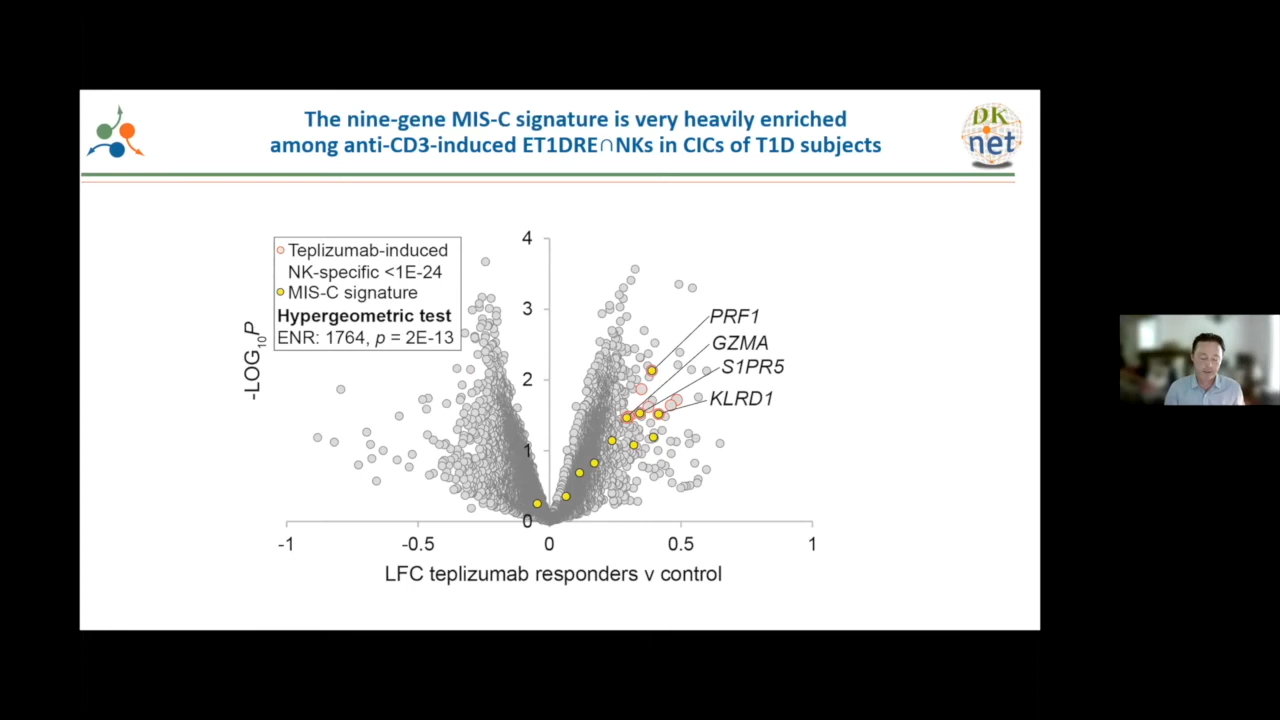 The nine-gene MIS-C signature is very heavily enriched
among anti-CD3-induced ET1DRE∩NKs in CICs of T1D subjects
DK
net
Teplizumab-induced
NK-specific <1E-24
MIS-C signature
Hypergeometric test
ENR: 1764, p = 2E-13
-LOG10P
4
3
2
1
0
PRF1
GZMA
S1PR5
KLRD1
-1 -0.5 0 0.5 1
LFC teplizumab responders v control